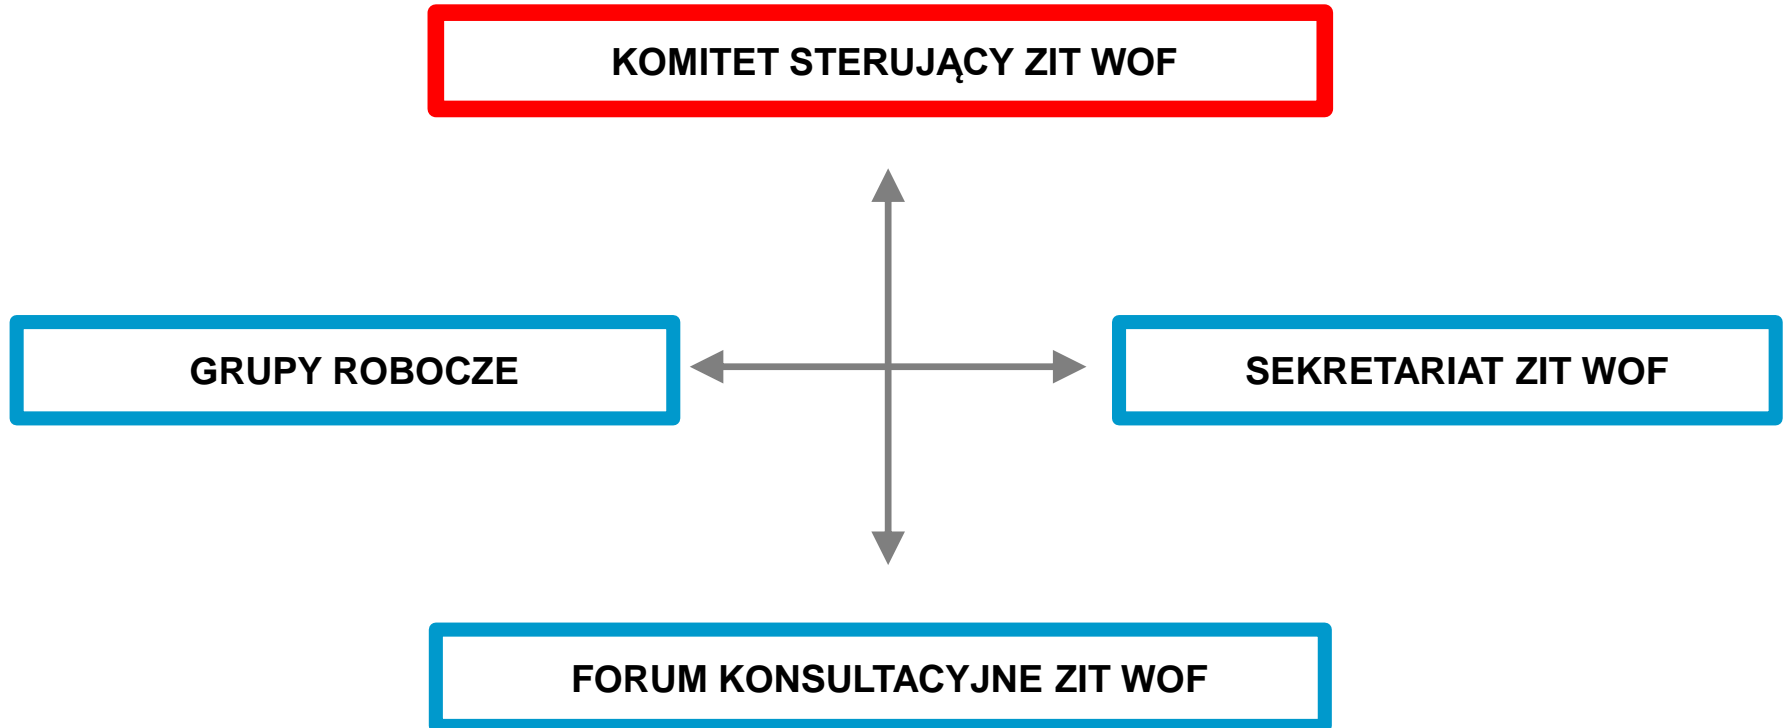 KOMITET STERUJĄCY ZIT WOF
GRUPY ROBOCZE
SEKRETARIAT ZIT WOF
FORUM KONSULTACYJNE ZIT WOF